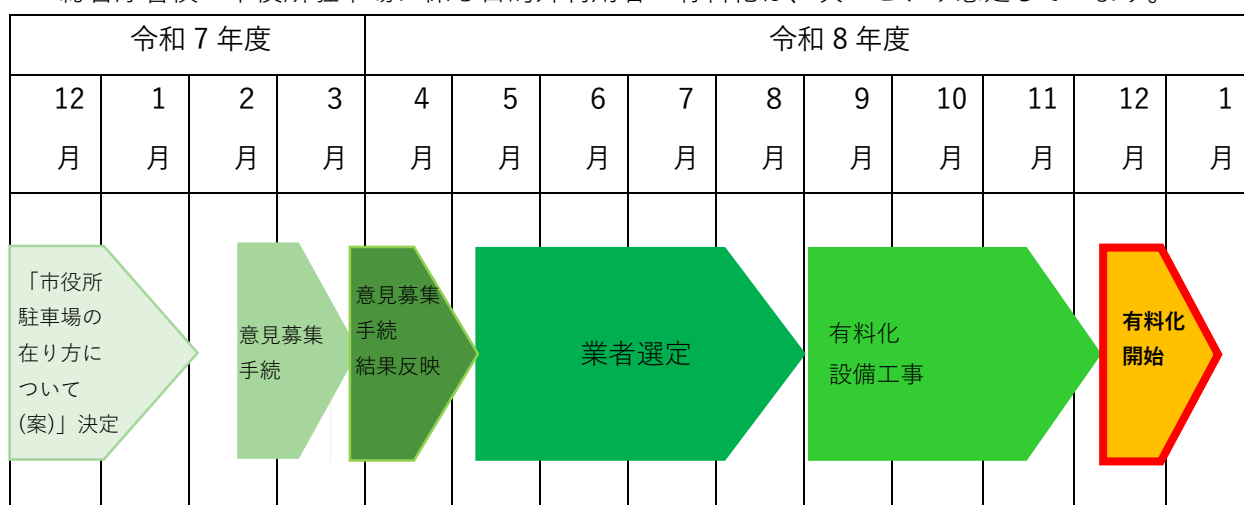 令和 7 年度
令和 8 年度
12
月
1
月
2
月
3
月
4
月
5
月
6
月
7
月
8
月
9
月
10
月
11
月
12
月
1
月
「市役所
駐車場の
在り方に
ついて
(案)」決定
意見募集
手続
意見募集
手続
結果反映
業者選定
有料化
設備工事
有料化
開始